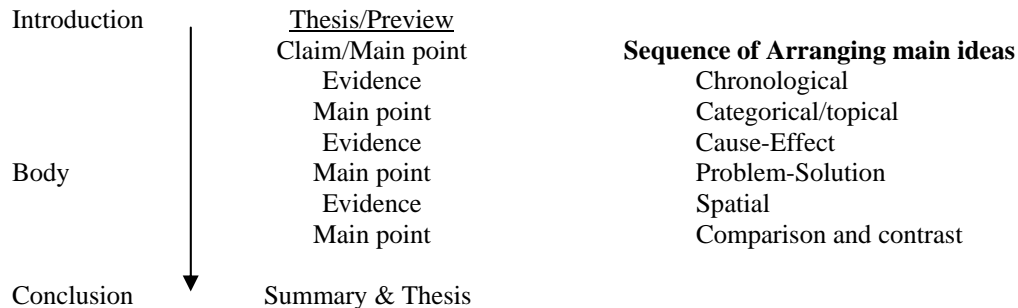 Introduction Thesis/Preview
Claim/Main point Sequence of Arranging main ideas
Evidence Chronological
Main point Categorical/topical
Evidence Cause-Effect
Body Main point Problem-Solution
Evidence Spatial
Main point Comparison and contrast
Conclusion Summary & Thesis